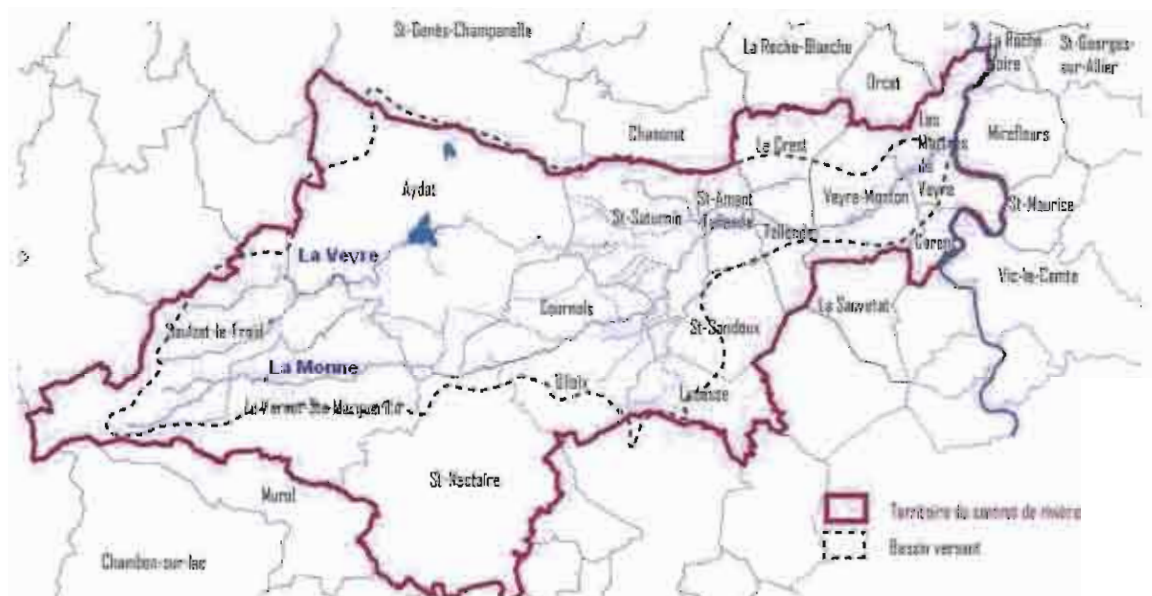 St-Genès-Champanelle
La Roche-Blanche
La Roche
Noire
St-Georges-
sur-Allier
Orcet
Chanonat
Le Crest
Les
Martres
de
Veyre
Mirefleurs
Aydat
St-Saturnin
St-Amant
Tallende
Veyre-Monton
Tallende
St-Maurice
Corent
La Veyre
Vic-le-Comte
Cournols
La Sauvetat
St-Sandoux
La Monne
Olloix
Ludesse
St-Nectaire
Murol
Chambon-sur-lac
Territoire du contrat de rivière
Bassin versant